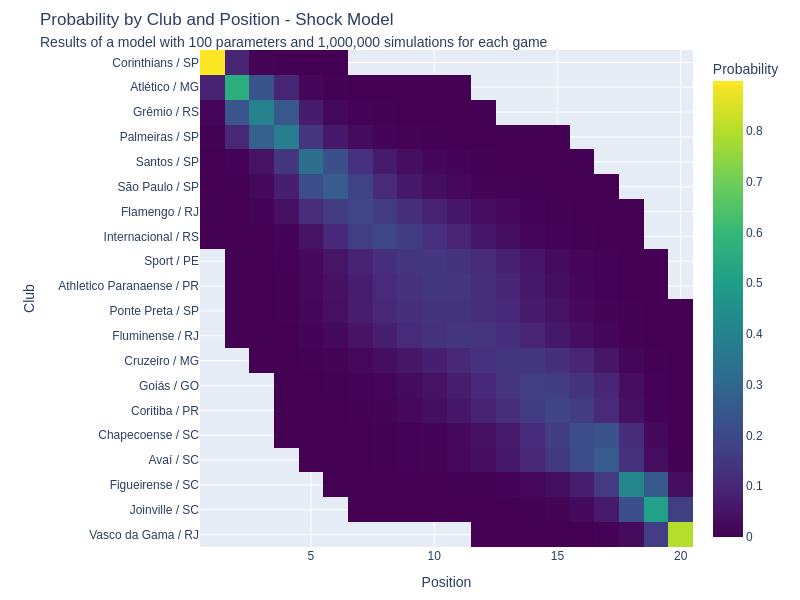 Probability by Club and Position - Shock Model
Results of a model with 100 parameters and 1,000,000 simulations for each game
Probability
Club
Corinthians / SP
Atlético / MG
Grêmio / RS
Palmeiras / SP
Santos / SP
São Paulo / SP
Flamengo / RJ
Internacional / RS
Sport / PE
Athletico Paranaense / PR
Ponte Preta / SP
Fluminense / RJ
Cruzeiro / MG
Goiás / GO
Coritiba / PR
Chapecoense / SC
Avaí / SC
Figueirense / SC
Joinville / SC
Vasco da Gama / RJ
0.8
0.7
0.6
0.5
0.4
0.3
0.2
0.1
0
5 10 15 20
Position